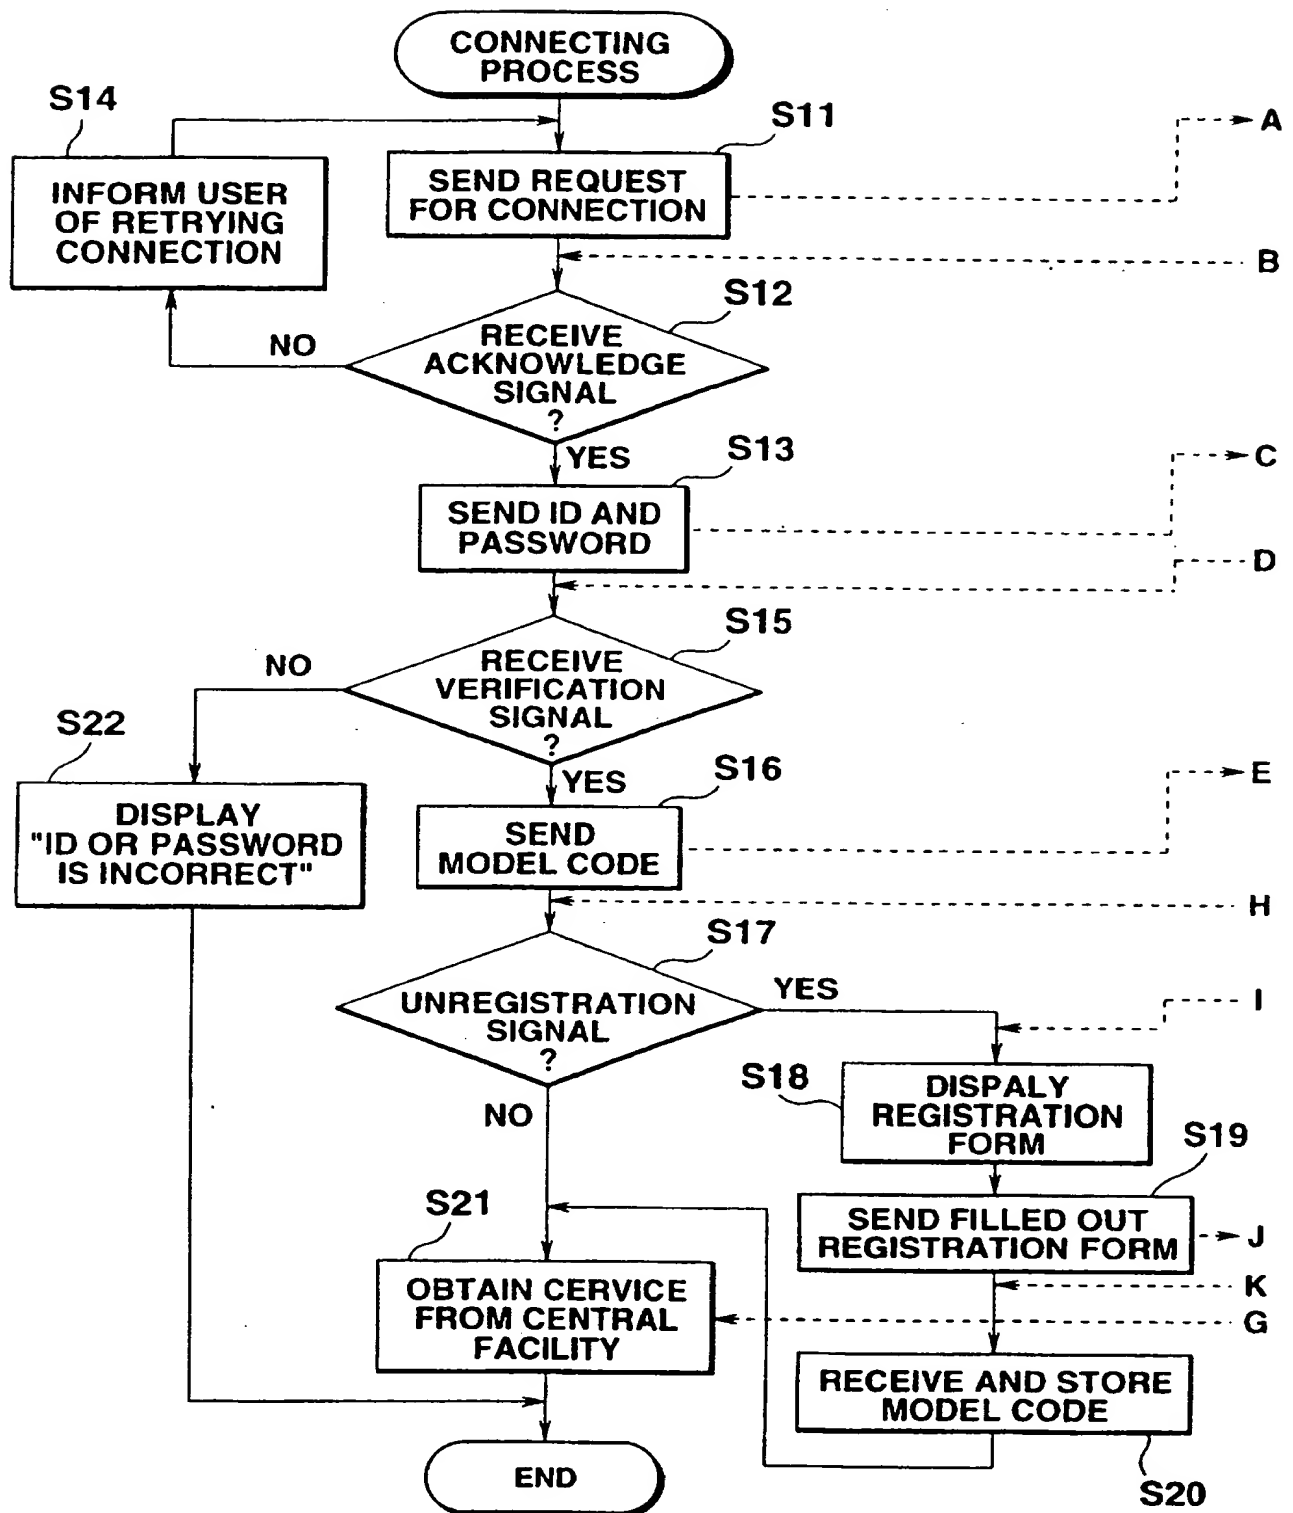 CONNECTING
PROCESS
S14
S11
A
INFORM USER
OF RETRYING
CONNECTION
SEND REQUEST
FOR CONNECTION
B
S12
NO
RECEIVE
ACKNOWLEDGE
SIGNAL
?
YES
S13
C
SEND ID AND
PASSWORD
D
S15
NO
RECEIVE
VERIFICATION
SIGNAL
?
S22
YES
S16
E
DISPLAY
"ID OR PASSWORD
IS INCORRECT"
SEND
MODEL CODE
H
S17
YES
UNREGISTRATION
SIGNAL
?
I
NO
S18
DISPALY
REGISTRATION
FORM
S19
S21
SEND FILLED OUT
REGISTRATION FORM
J
K
OBTAIN CERVICE
FROM CENTRAL
FACILITY
G
RECEIVE AND STORE
MODEL CODE
END
S20